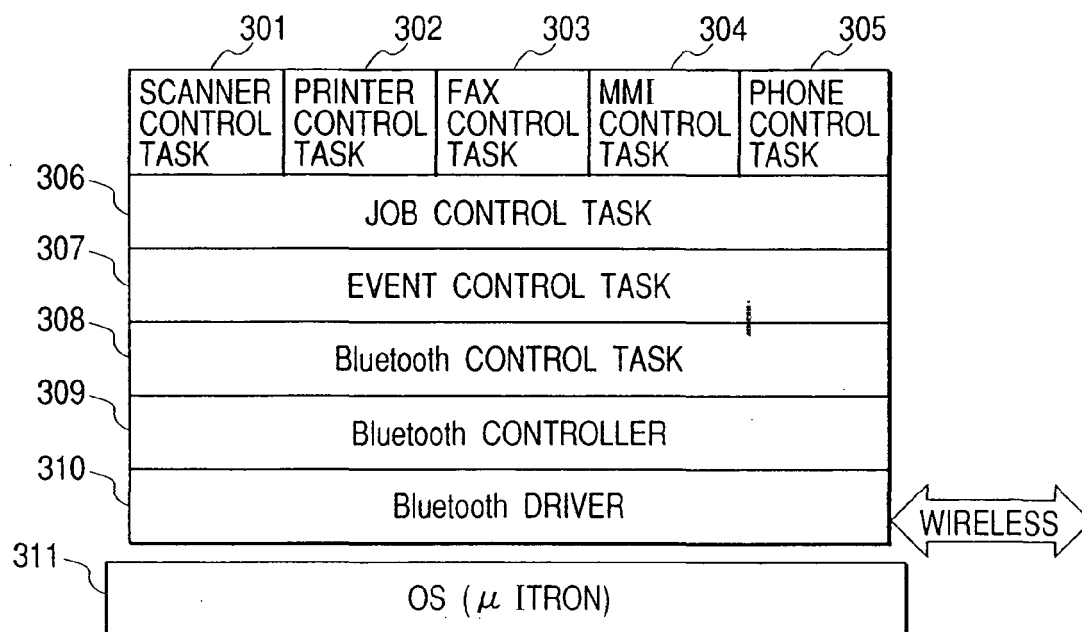 301 302 303 304 305
SCANNER CONTROL TASK
PRINTER CONTROL TASK
FAX CONTROL TASK
MMI CONTROL TASK
PHONE CONTROL TASK
306
JOB CONTROL TASK
307
EVENT CONTROL TASK
308
Bluetooth CONTROL TASK
309
Bluetooth CONTROLLER
310
Bluetooth DRIVER
WIRELESS
311
OS (μ ITRON)